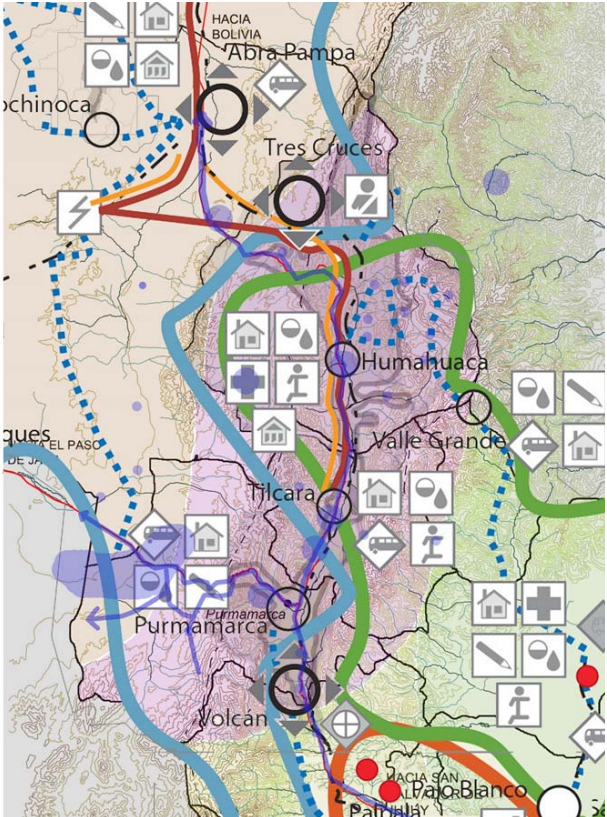 HACIA
BOLIVIA
Abra Pampa
ochinoca
Tres Cruces
Humahuaca
Valle Grande
ques
EL PASO
DE JA
Tilcara
Purmamarca
Purmamarca
Volcán
HACIA SAN
Palo Blanco
Palpalá